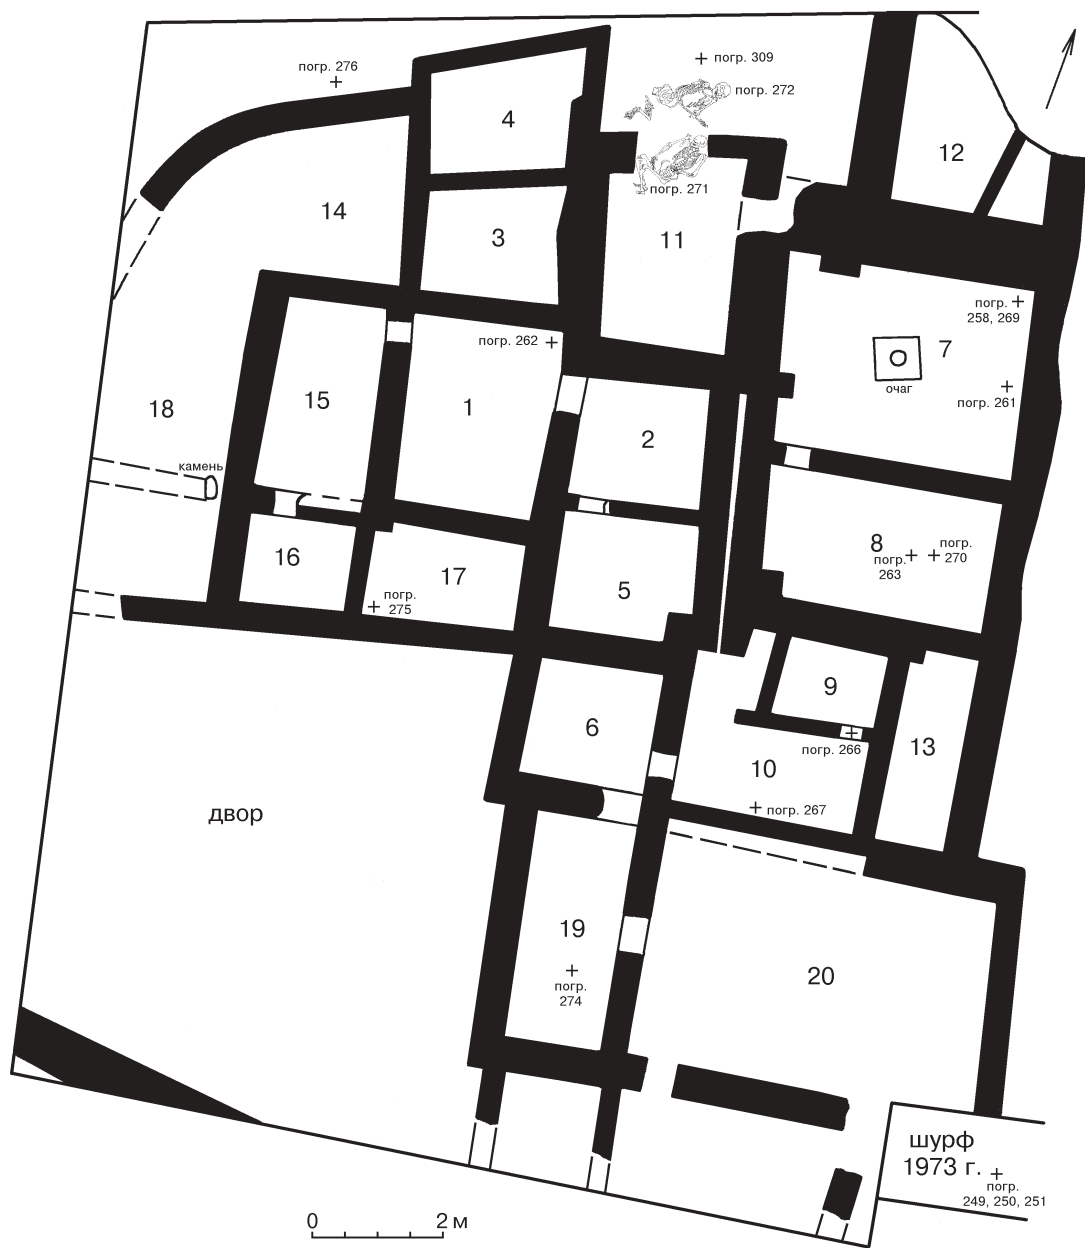 погр. 276
погр. 309
погр. 272
4
12
погр. 271
14
3
11
погр.
258, 269
погр. 262
7
очаг
погр. 261
15
1
18
2
камень
8
погр.
263
погр.
270
16
17
погр.
275
5
9
6
погр. 266
13
10
погр. 267
двор
19
погр.
274
20
шурф
1973 г.
погр.
249, 250, 251
0
2 м